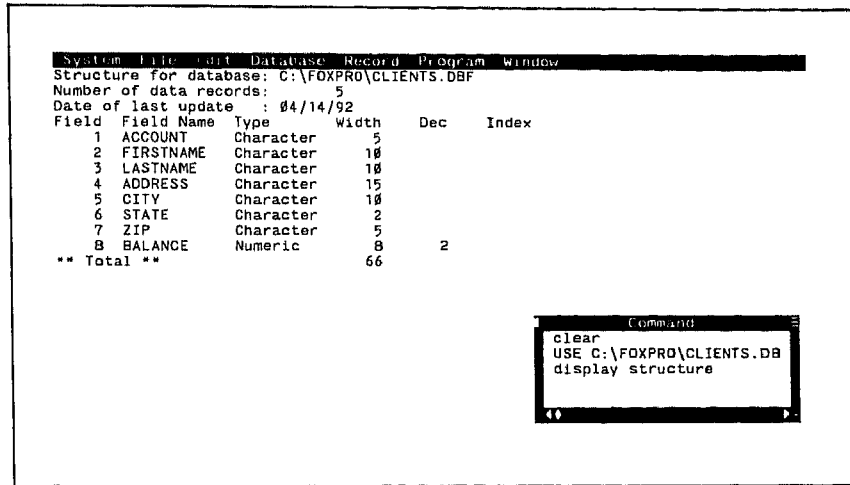 System File Edit Database Record Program Window
Structure for database: C:\FOXPRO\CLIENTS.DBF
Number of data records: 5
Date of last update : 04/14/92
Field Field Name Type Width Dec Index
1 ACCOUNT Character 5
2 FIRSTNAME Character 10
3 LASTNAME Character 10
4 ADDRESS Character 15
5 CITY Character 10
6 STATE Character 2
7 ZIP Character 5
8 BALANCE Numeric 8 2
** Total ** 66
Command
clear
USE C:\FOXPRO\CLIENTS.DB
display structure